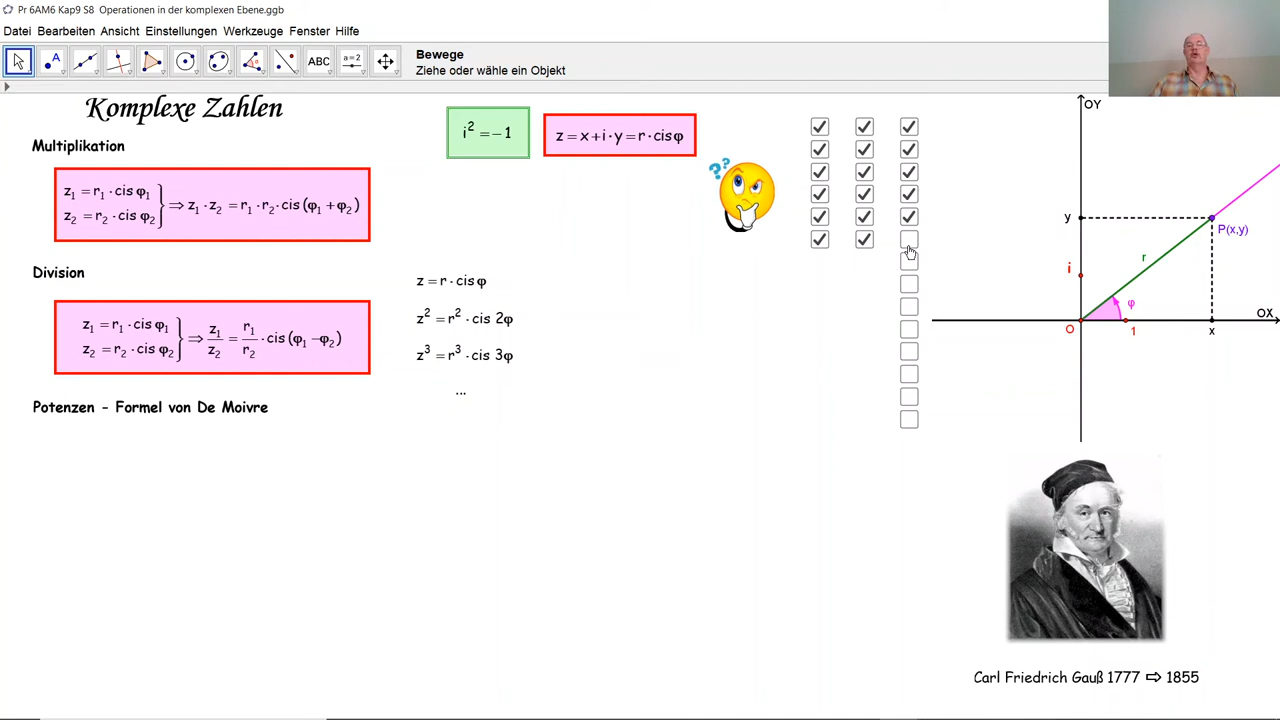 Pr 6AM6 Kap9 S8 Operationen in der komplexen Ebene.ggb
Datei Bearbeiten Ansicht Einstellungen Werkzeuge Fenster Hilfe
A ABC a=2
Bewege
Ziehe oder wähle ein Objekt
Komplexe Zahlen
i² = −1
z = x + i · y = r · cis φ
Multiplikation
z₁ = r₁ · cis φ₁
z₂ = r₂ · cis φ₂
⇒ z₁ · z₂ = r₁ · r₂ · cis (φ₁ + φ₂)
??
Division
z₁ = r₁ · cis φ₁
z₂ = r₂ · cis φ₂
⇒ z₁/z₂ = r₁/r₂ · cis (φ₁ − φ₂)
z = r · cis φ
z² = r² · cis 2φ
z³ = r³ · cis 3φ
...
Potenzen - Formel von De Moivre
OY
y
P(x,y)
r
i
φ
O
1
x
OX
Carl Friedrich Gauß 1777 ⇨ 1855